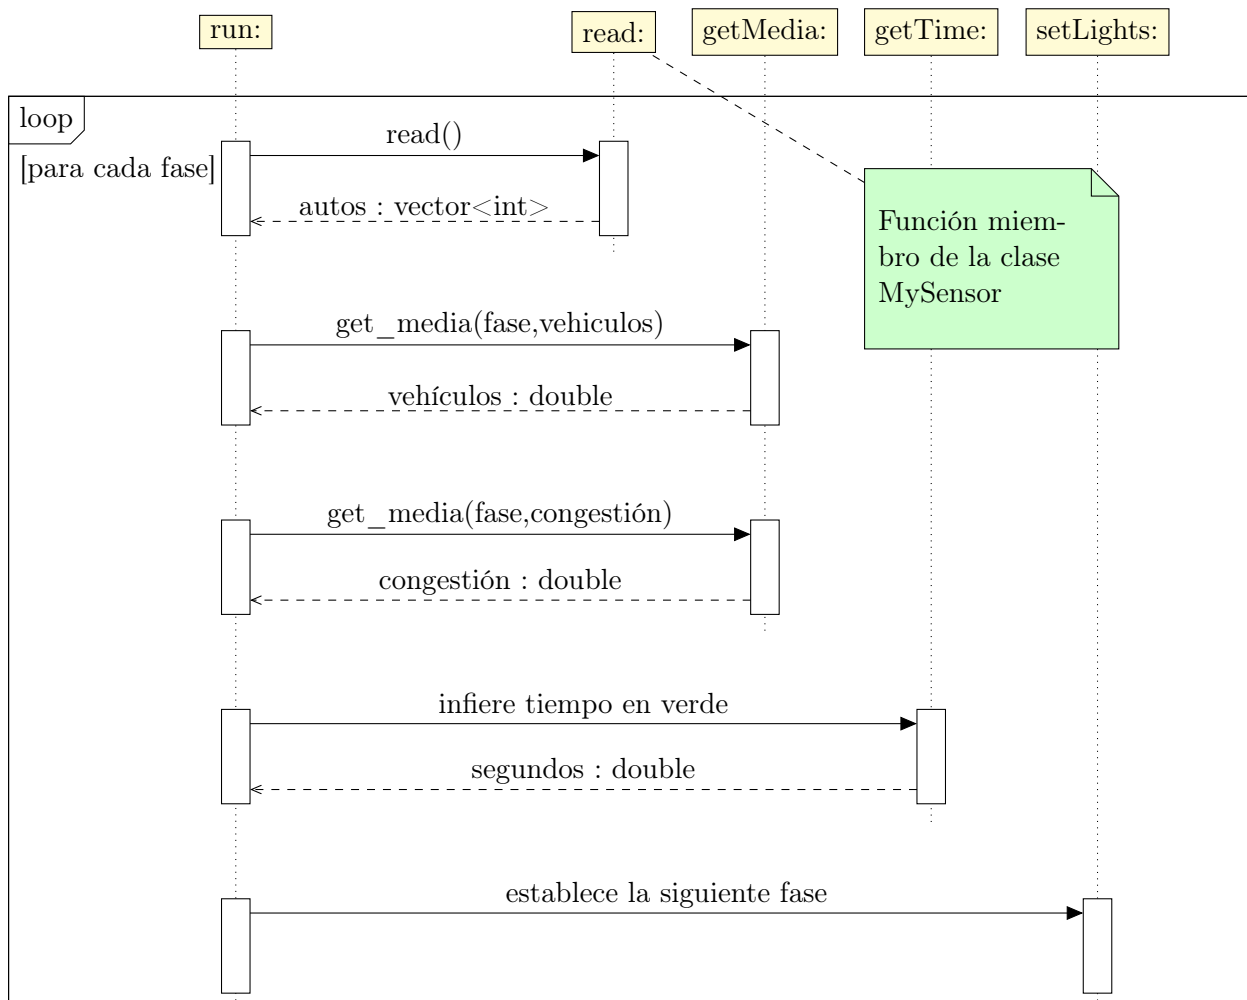 run:
read:
getMedia:
getTime:
setLights:
loop
[para cada fase]
read()
autos : vector<int>
Función miem-
bro de la clase
MySensor
get_media(fase,vehiculos)
vehículos : double
get_media(fase,congestión)
congestión : double
infiere tiempo en verde
segundos : double
establece la siguiente fase